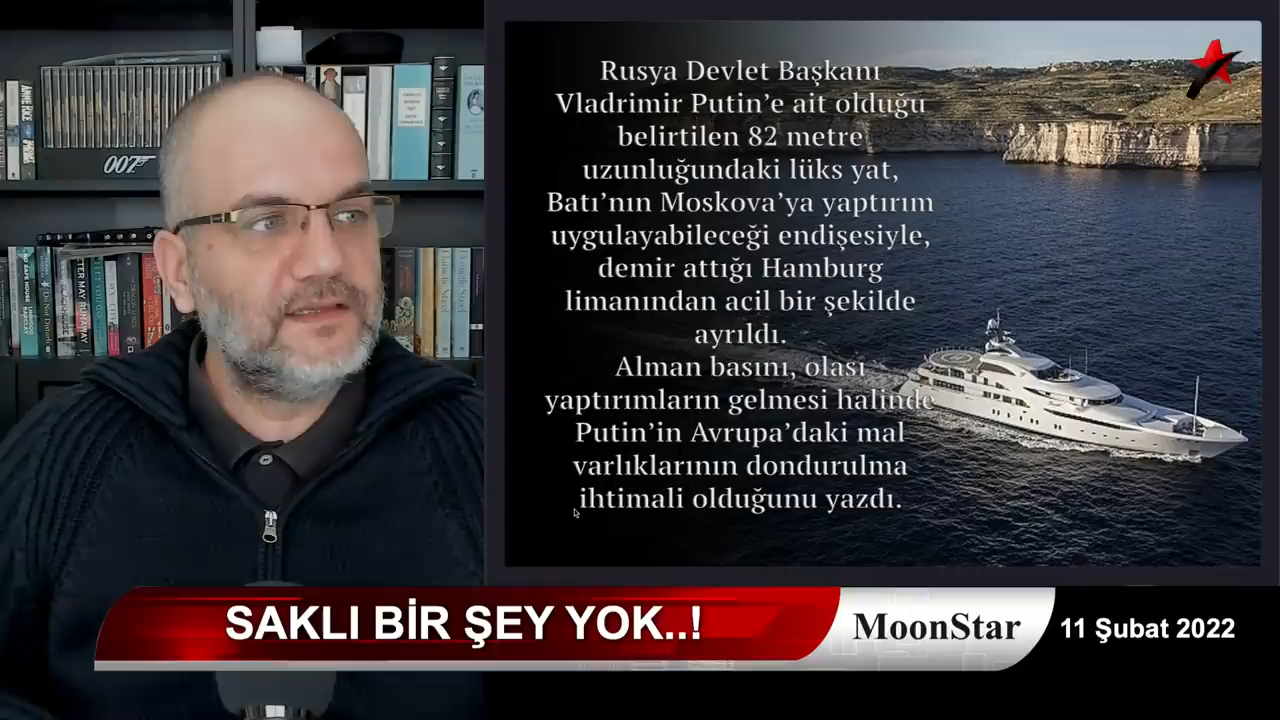 Rusya Devlet Başkanı
Vladrimir Putin'e ait olduğu
belirtilen 82 metre
uzunluğundaki lüks yat,
Batı'nın Moskova'ya yaptırım
uygulayabileceği endişesiyle,
demir attığı Hamburg
limanından acil bir şekilde
ayrıldı.
Alman basını, olası
yaptırımların gelmesi halinde
Putin'in Avrupa'daki mal
varlıklarının dondurulma
ihtimali olduğunu yazdı.
007
SAKLI BİR ŞEY YOK..!
MoonStar
11 Şubat 2022